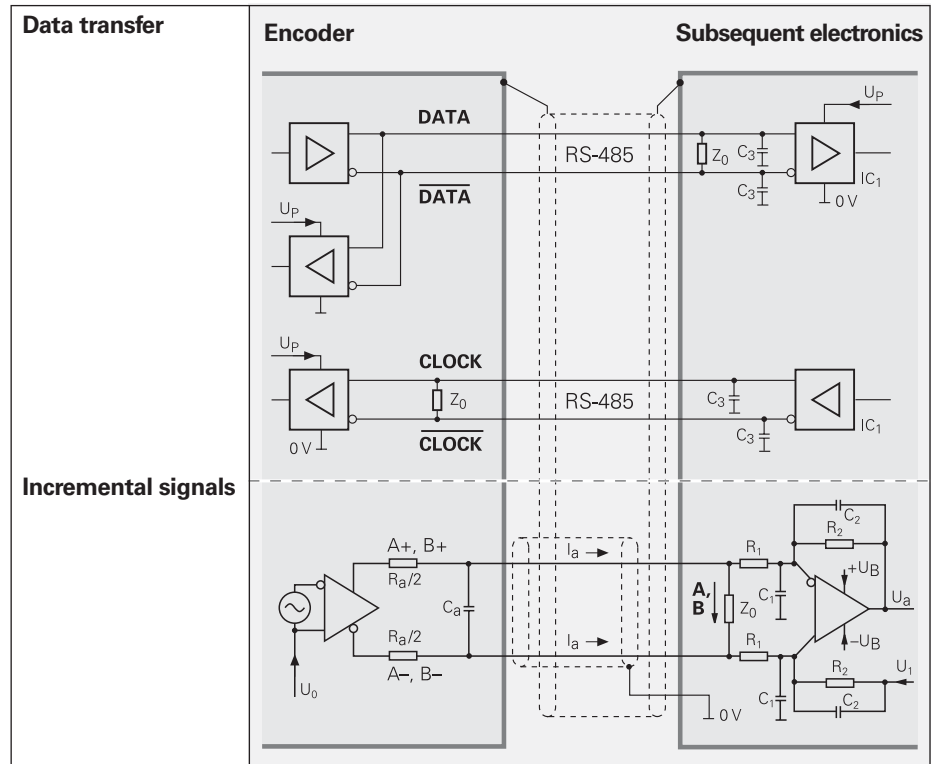 Data transfer
Encoder
Subsequent electronics
DATA
RS-485
DATA
Z0
C3
C3
UP
IC1
0 V
UP
UP
CLOCK
Z0
RS-485
CLOCK
0 V
C3
C3
IC1
Incremental signals
A+, B+
Ra/2
Ca
Ra/2
A–, B–
U0
Ia
Ia
0 V
A,
B
Z0
R1
C1
R1
C1
C2
R2
+UB
–UB
Ua
R2
C2
U1